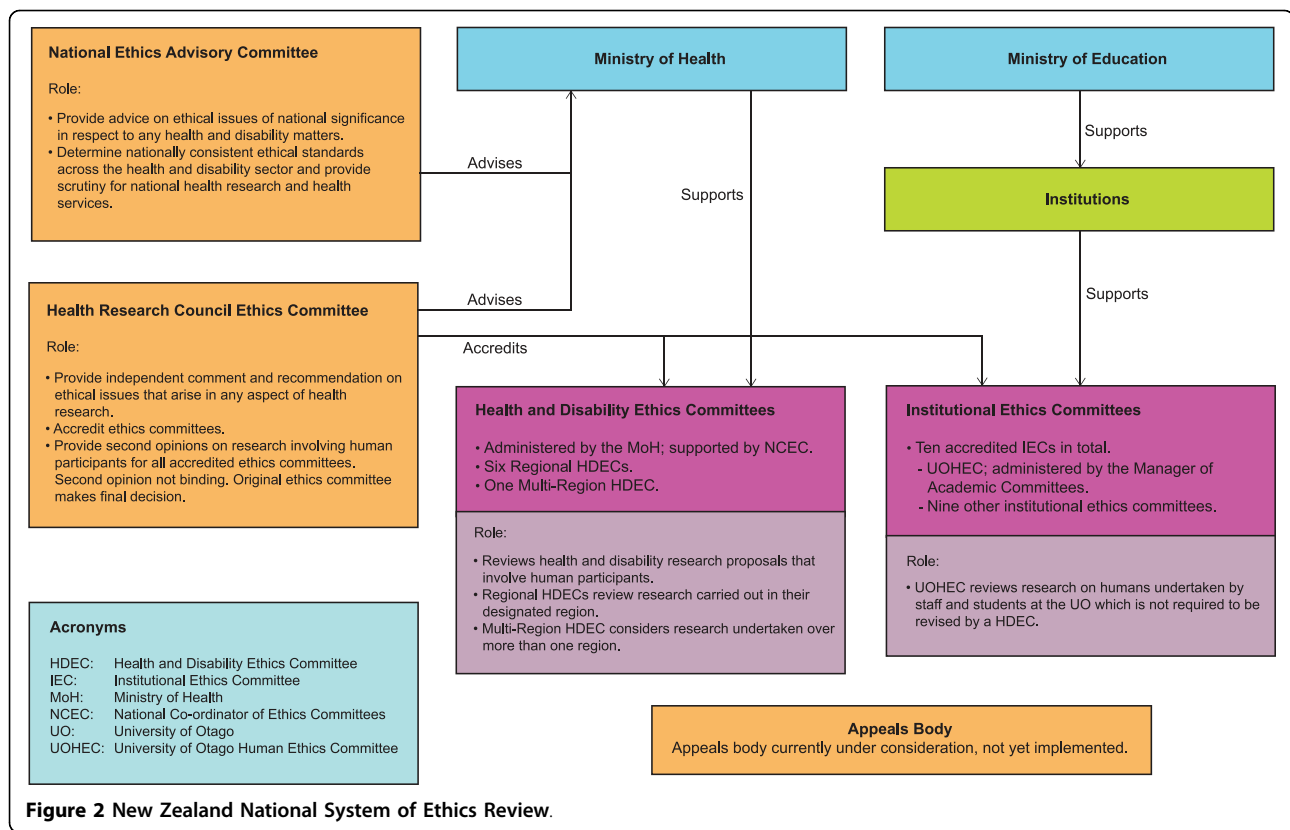 National Ethics Advisory Committee
Role:
• Provide advice on ethical issues of national significance
in respect to any health and disability matters.
• Determine nationally consistent ethical standards
across the health and disability sector and provide
scrutiny for national health research and health
services.
Advises
Ministry of Health
Supports
Ministry of Education
Supports
Institutions
Supports
Health Research Council Ethics Committee
Role:
• Provide independent comment and recommendation on
ethical issues that arise in any aspect of health
research.
• Accredit ethics committees.
• Provide second opinions on research involving human
participants for all accredited ethics committees.
Second opinion not binding. Original ethics committee
makes final decision.
Advises
Accredits
Health and Disability Ethics Committees
• Administered by the MoH; supported by NCEC.
• Six Regional HDECs.
• One Multi-Region HDEC.
Role:
• Reviews health and disability research proposals that
involve human participants.
• Regional HDECs review research carried out in their
designated region.
• Multi-Region HDEC considers research undertaken over
more than one region.
Institutional Ethics Committees
• Ten accredited IECs in total.
- UOHEC; administered by the Manager of
Academic Committees.
- Nine other institutional ethics committees.
Role:
• UOHEC reviews research on humans undertaken by
staff and students at the UO which is not required to be
revised by a HDEC.
Acronyms
HDEC: Health and Disability Ethics Committee
IEC: Institutional Ethics Committee
MoH: Ministry of Health
NCEC: National Co-ordinator of Ethics Committees
UO: University of Otago
UOHEC: University of Otago Human Ethics Committee
Appeals Body
Appeals body currently under consideration, not yet implemented.
Figure 2 New Zealand National System of Ethics Review.